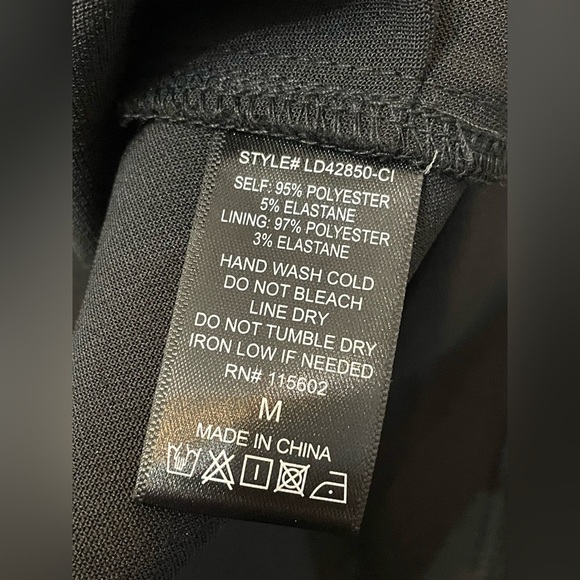 STYLE# LD42850-CI
SELF: 95% POLYESTER
5% ELASTANE
LINING: 97% POLYESTER
3% ELASTANE
HAND WASH COLD
DO NOT BLEACH
LINE DRY
DO NOT TUMBLE DRY
IRON LOW IF NEEDED
RN# 115602
M
MADE IN CHINA